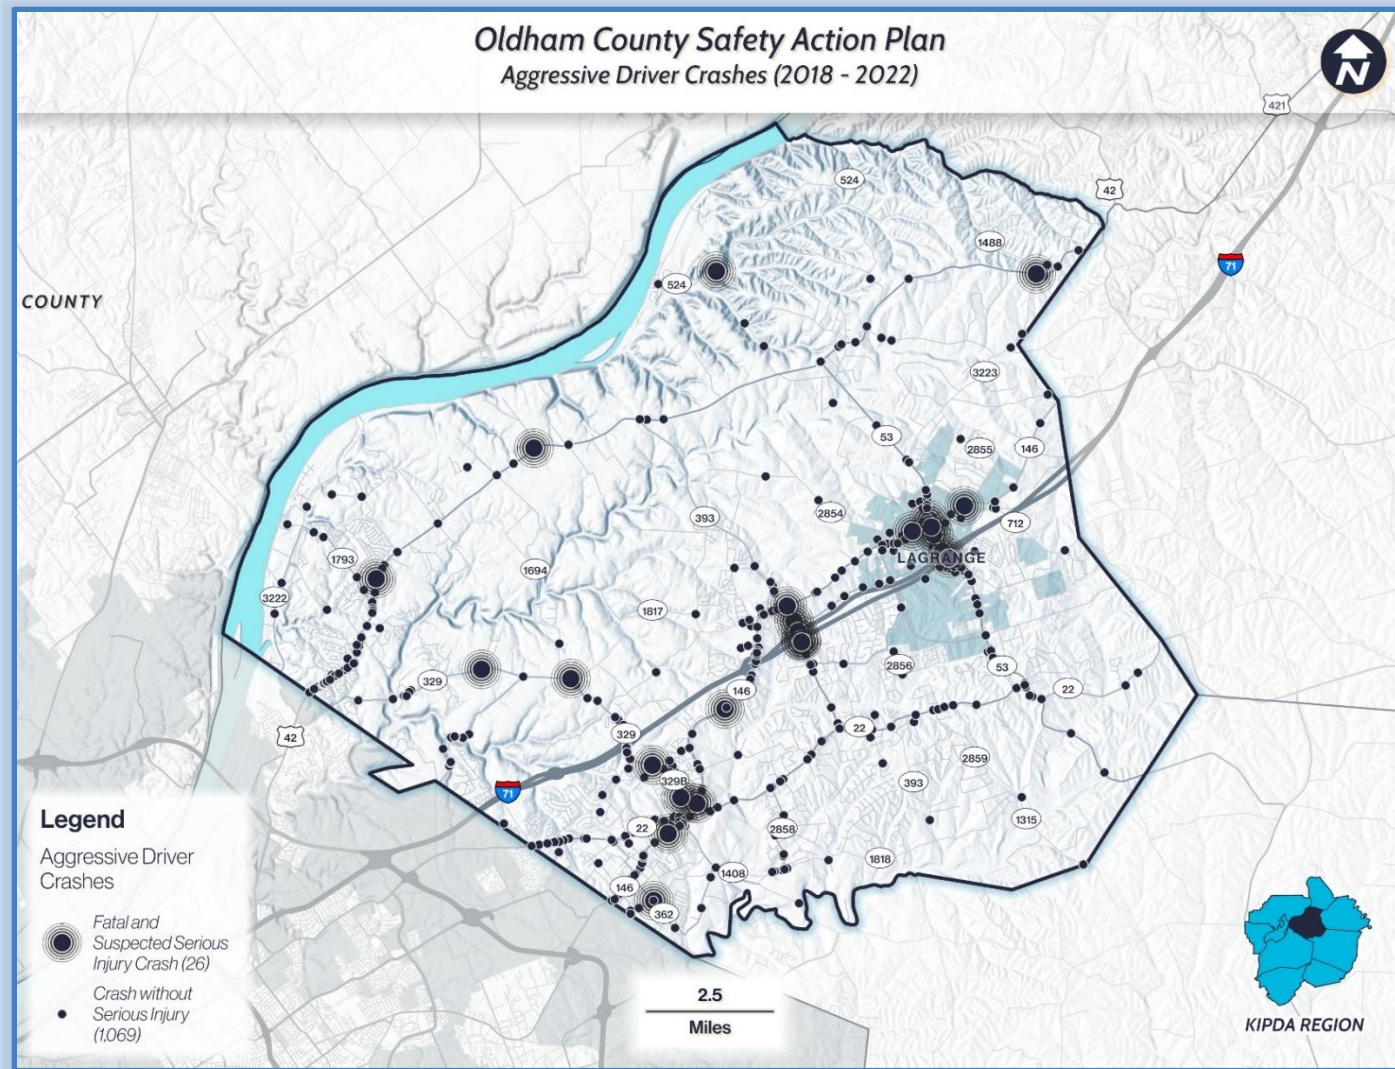 Oldham County Safety Action Plan
Aggressive Driver Crashes (2018 - 2022)
N
421
42
524
1488
71
COUNTY
524
3223
53
2855
146
393
2854
712
1793
1694
LAGRANGE
3222
1817
2856
53
329
146
22
42
329
22
2859
329B
393
71
22
2858
1315
1818
146
1408
362
Legend
Aggressive Driver
Crashes
Fatal and
Suspected Serious
Injury Crash (26)
Crash without
Serious Injury
(1,069)
2.5
Miles
KIPDA REGION